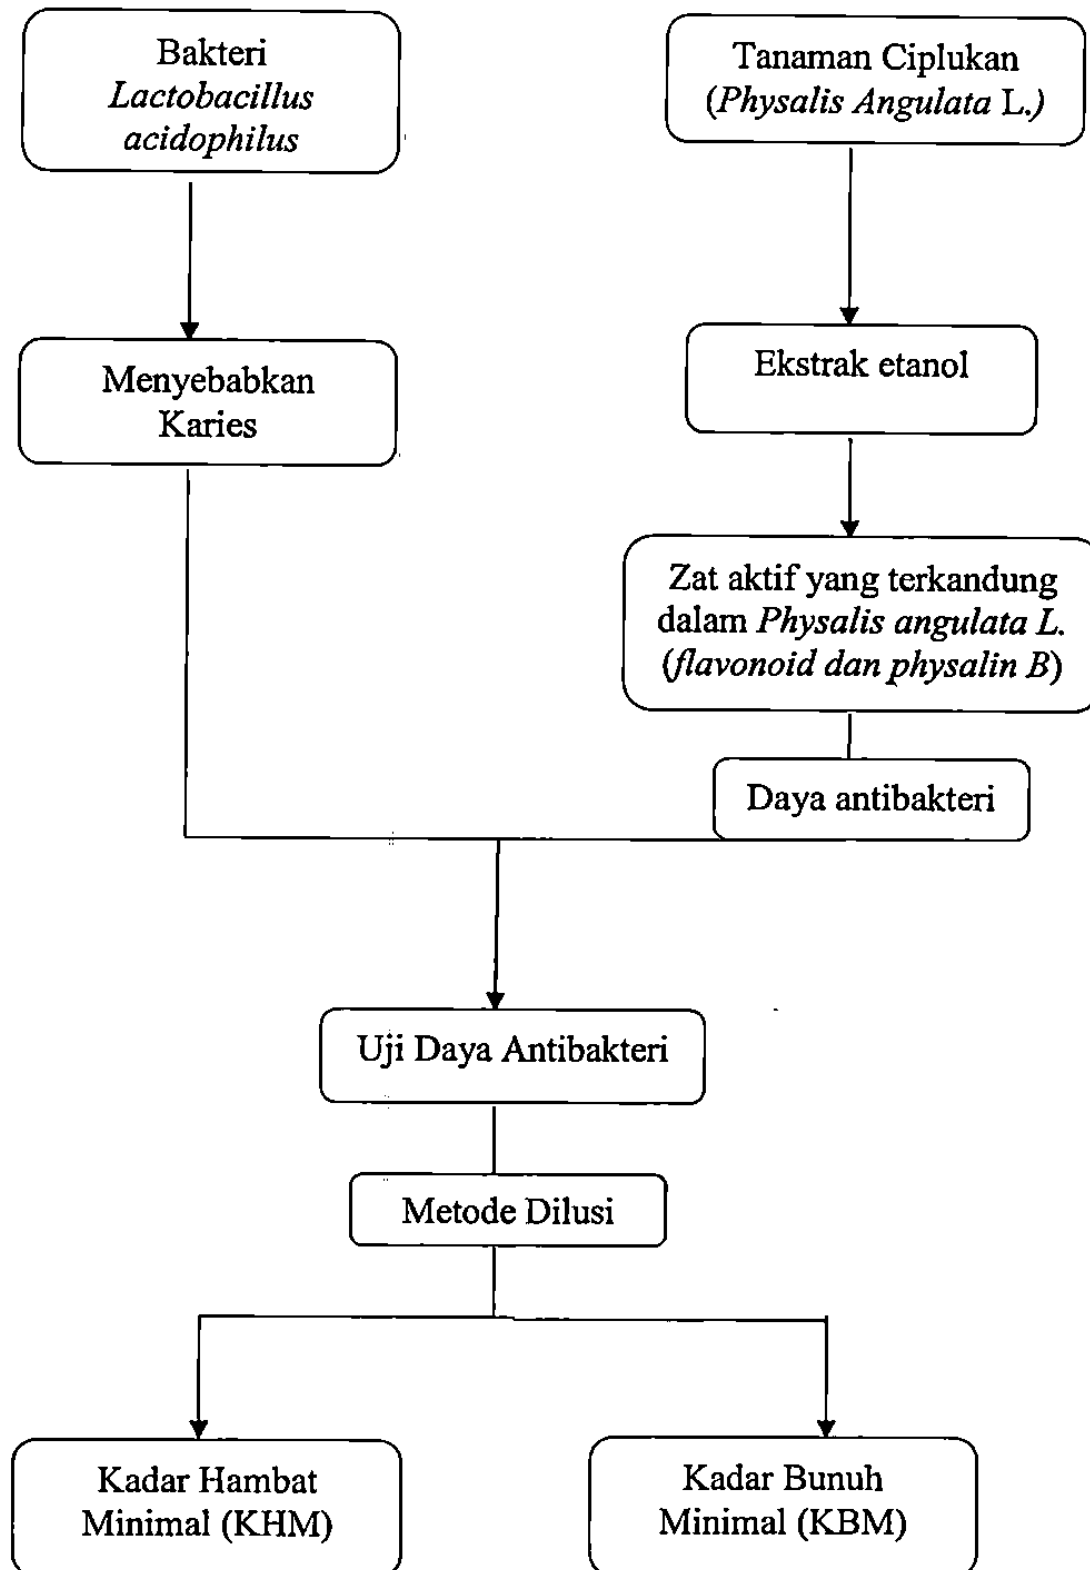 Bakteri
Lactobacillus
acidophilus
Tanaman Ciplukan
(Physalis Angulata L.)
Menyebabkan
Karies
Ekstrak etanol
Zat aktif yang terkandung
dalam Physalis angulata L.
(flavonoid dan physalin B)
Daya antibakteri
Uji Daya Antibakteri
Metode Dilusi
Kadar Hambat
Minimal (KHM)
Kadar Bunuh
Minimal (KBM)